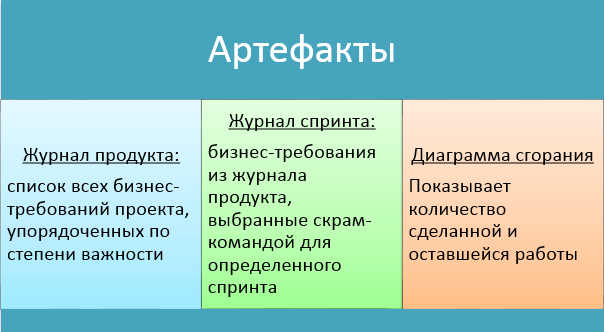 Артефакты
Журнал продукта:
список всех бизнес-
требований проекта,
упорядоченных по
степени важности
Журнал спринта:
бизнес-требования
из журнала
продукта,
выбранные скрам-
командой для
определенного
спринта
Диаграмма сгорания
Показывает
количество
сделанной и
оставшейся работы